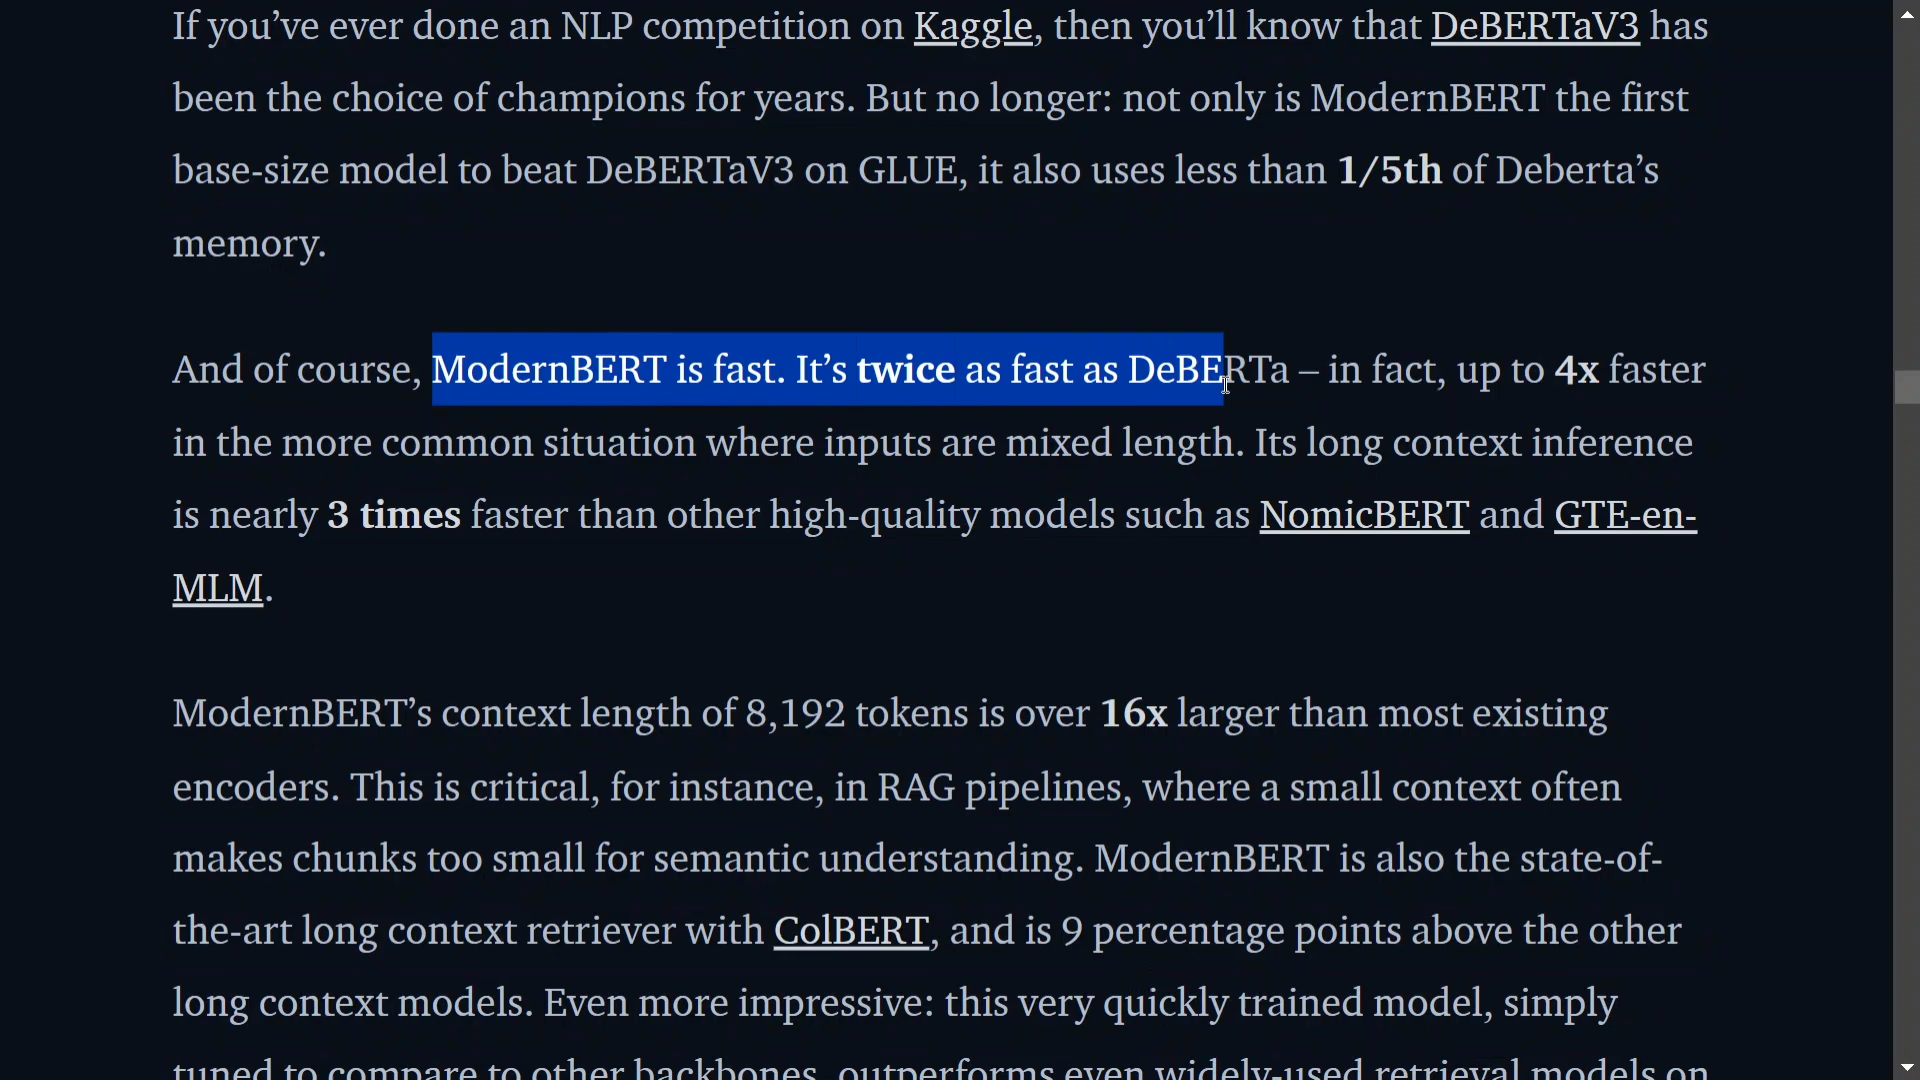 If you’ve ever done an NLP competition on Kaggle, then you’ll know that DeBERTaV3 has
been the choice of champions for years. But no longer: not only is ModernBERT the first
base-size model to beat DeBERTaV3 on GLUE, it also uses less than 1/5th of Deberta’s
memory.
And of course, ModernBERT is fast. It’s twice as fast as DeBERTa – in fact, up to 4x faster
in the more common situation where inputs are mixed length. Its long context inference
is nearly 3 times faster than other high-quality models such as NomicBERT and GTE-en-
MLM.
ModernBERT’s context length of 8,192 tokens is over 16x larger than most existing
encoders. This is critical, for instance, in RAG pipelines, where a small context often
makes chunks too small for semantic understanding. ModernBERT is also the state-of-
the-art long context retriever with ColBERT, and is 9 percentage points above the other
long context models. Even more impressive: this very quickly trained model, simply
tuned to compare to other backbones, outperforms even widely-used retrieval models on